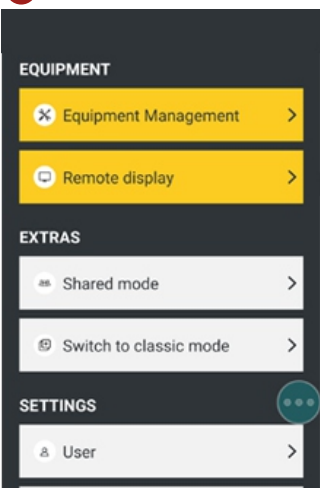 EQUIPMENT
Equipment Management
Remote display
EXTRAS
Shared mode
Switch to classic mode
SETTINGS
User